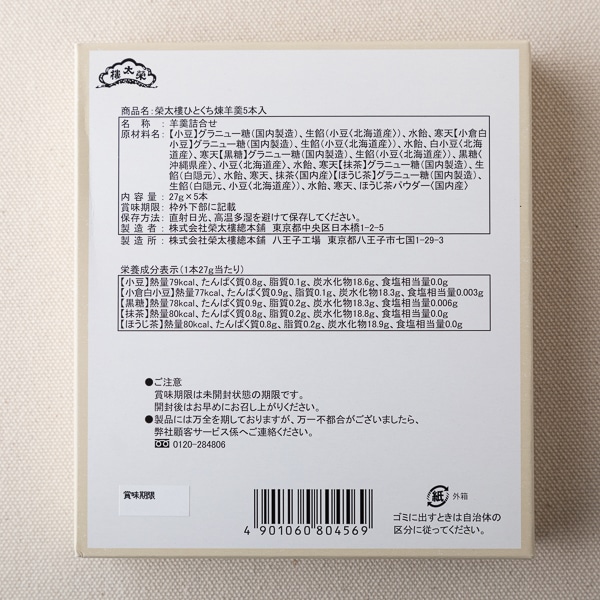 榮太樓
商品名:榮太樓ひとくち煉羊羹5本入
名 称 : 羊羹詰合せ
原材料名: 【小豆】グラニュー糖(国内製造)、生餡(小豆(北海道産))、水飴、寒天【小倉白
小豆】グラニュー糖(国内製造)、生餡(小豆〈北海道産〉)、水飴、白小豆(北海道
産)、寒天【黒糖】グラニュー糖(国内製造)、生餡(小豆〈北海道産〉)、黒糖〈
沖縄県産〉、小豆〈北海道産〉、水飴、寒天【抹茶】グラニュー糖(国内製造)、
生餡(白隠元)、水飴、寒天、抹茶〈国内産〉【ほうじ茶】グラニュー糖(国内製造)、
生餡(白隠元、小豆〈北海道産〉)、水飴、寒天、ほうじ茶パウダー〈国内産〉
内 容 量 : 27g×5本
賞味期限: 枠外下部に記載
保存方法: 直射日光、高温多湿を避けて保存してください。
製 造 者 : 株式会社榮太樓總本鋪 東京都中央区日本橋1-2-5
製 造 所 : 株式会社榮太樓總本鋪 八王子工場 東京都八王子市七国1-29-3
栄養成分表示(1本27g当たり)
【小豆】熱量79kcal、たんぱく質0.8g、脂質0.1g、炭水化物18.6g、食塩相当量0.0g
【小倉白小豆】熱量77kcal、たんぱく質0.9g、脂質0.1g、炭水化物18.3g、食塩相当量0.003g
【黒糖】熱量78kcal、たんぱく質0.8g、脂質0.2g、炭水化物18.3g、食塩相当量0.006g
【抹茶】熱量80kcal、たんぱく質0.8g、脂質0.2g、炭水化物18.8g、食塩相当量0.0g
【ほうじ茶】熱量80kcal、たんぱく質0.8g、脂質0.2g、炭水化物18.9g、食塩相当量0.0g
●ご注意
賞味期限は未開封状態の期限です。
開封後はお早めにお召し上がりください。
●製品には万全を期しておりますが、万一不都合がございましたら、
弊社顧客サービス係へご連絡ください。
0120-284806
賞味期限
4 901060 804569
紙 外箱
ゴミに出すときは自治体の
区分に従ってください。